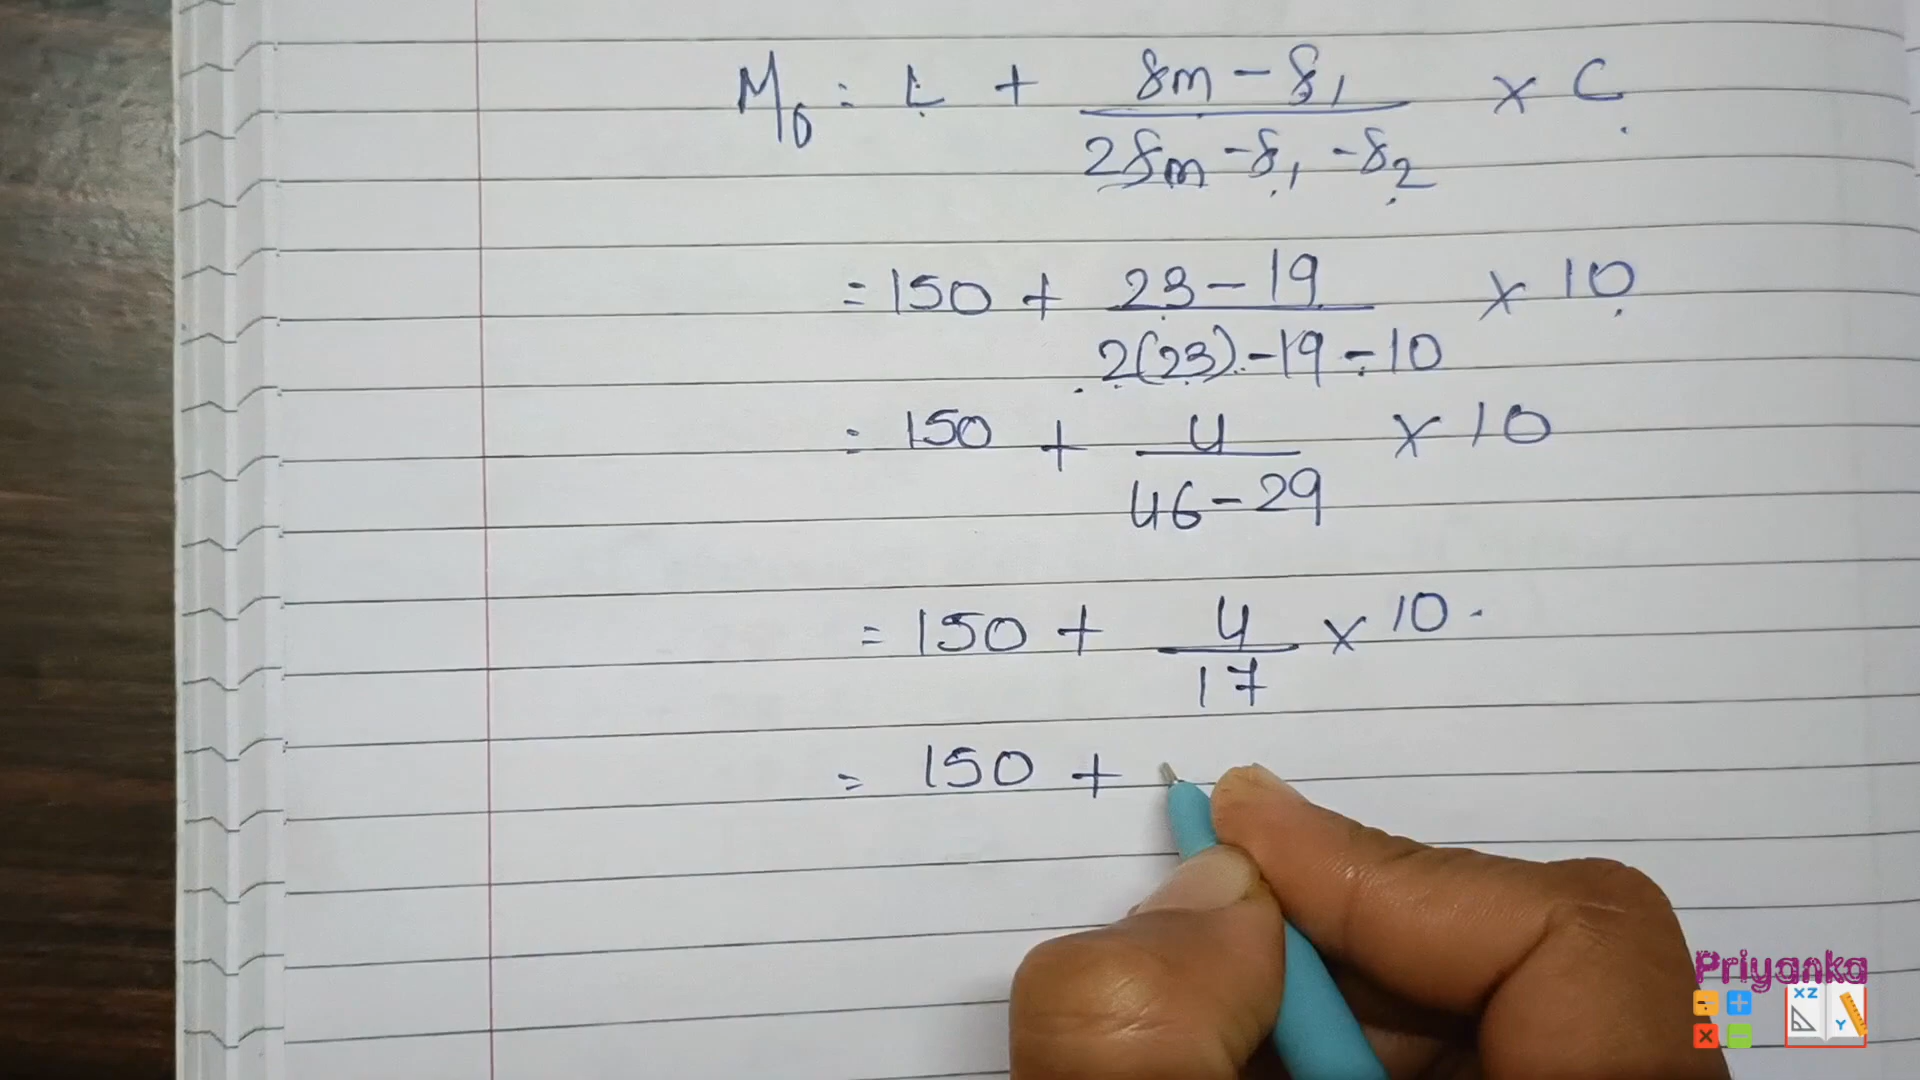 M₀ = L + (fm - f₁) / (2fm - f₁ - f₂) × C
= 150 + (23 - 19) / (2(23) - 19 - 10) × 10
= 150 + 4 / (46 - 29) × 10
= 150 + 4/17 × 10
= 150 +
Priyanka
XZ
Y